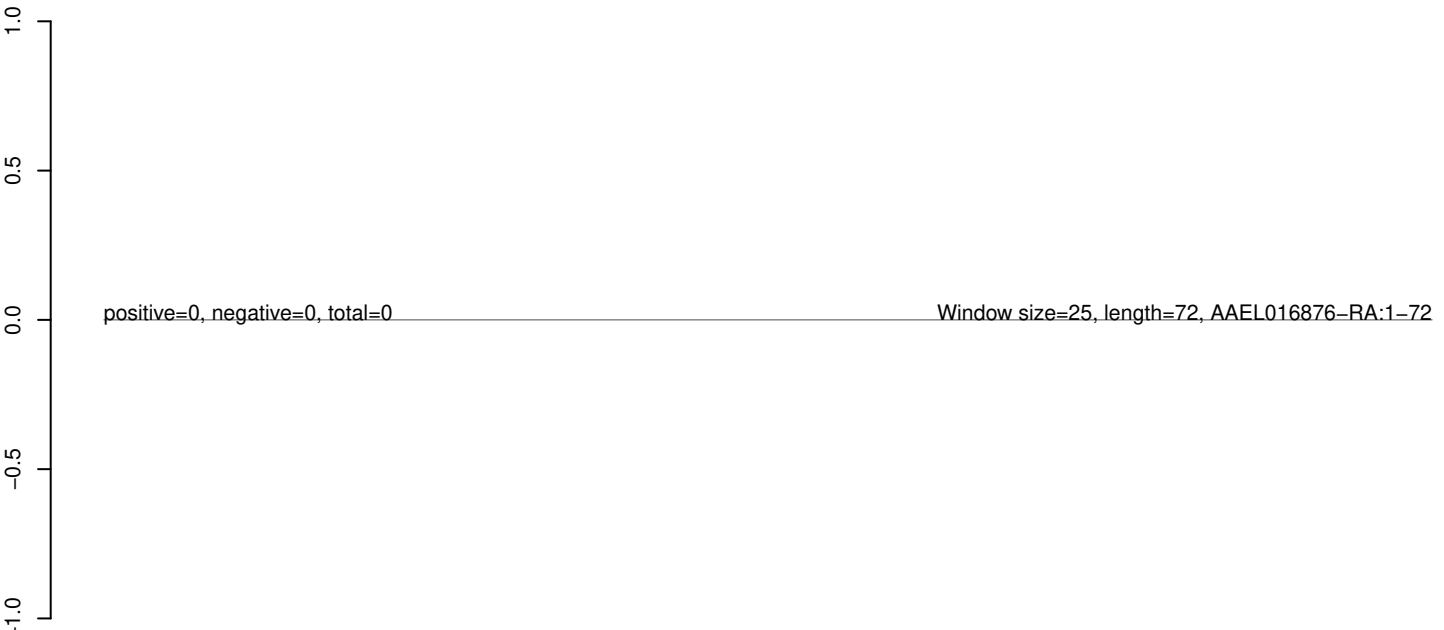 1.0
0.5
positive=0, negative=0, total=0
Window size=25, length=72, AAEL016876−RA:1−72
0.0
−0.5
−1.0